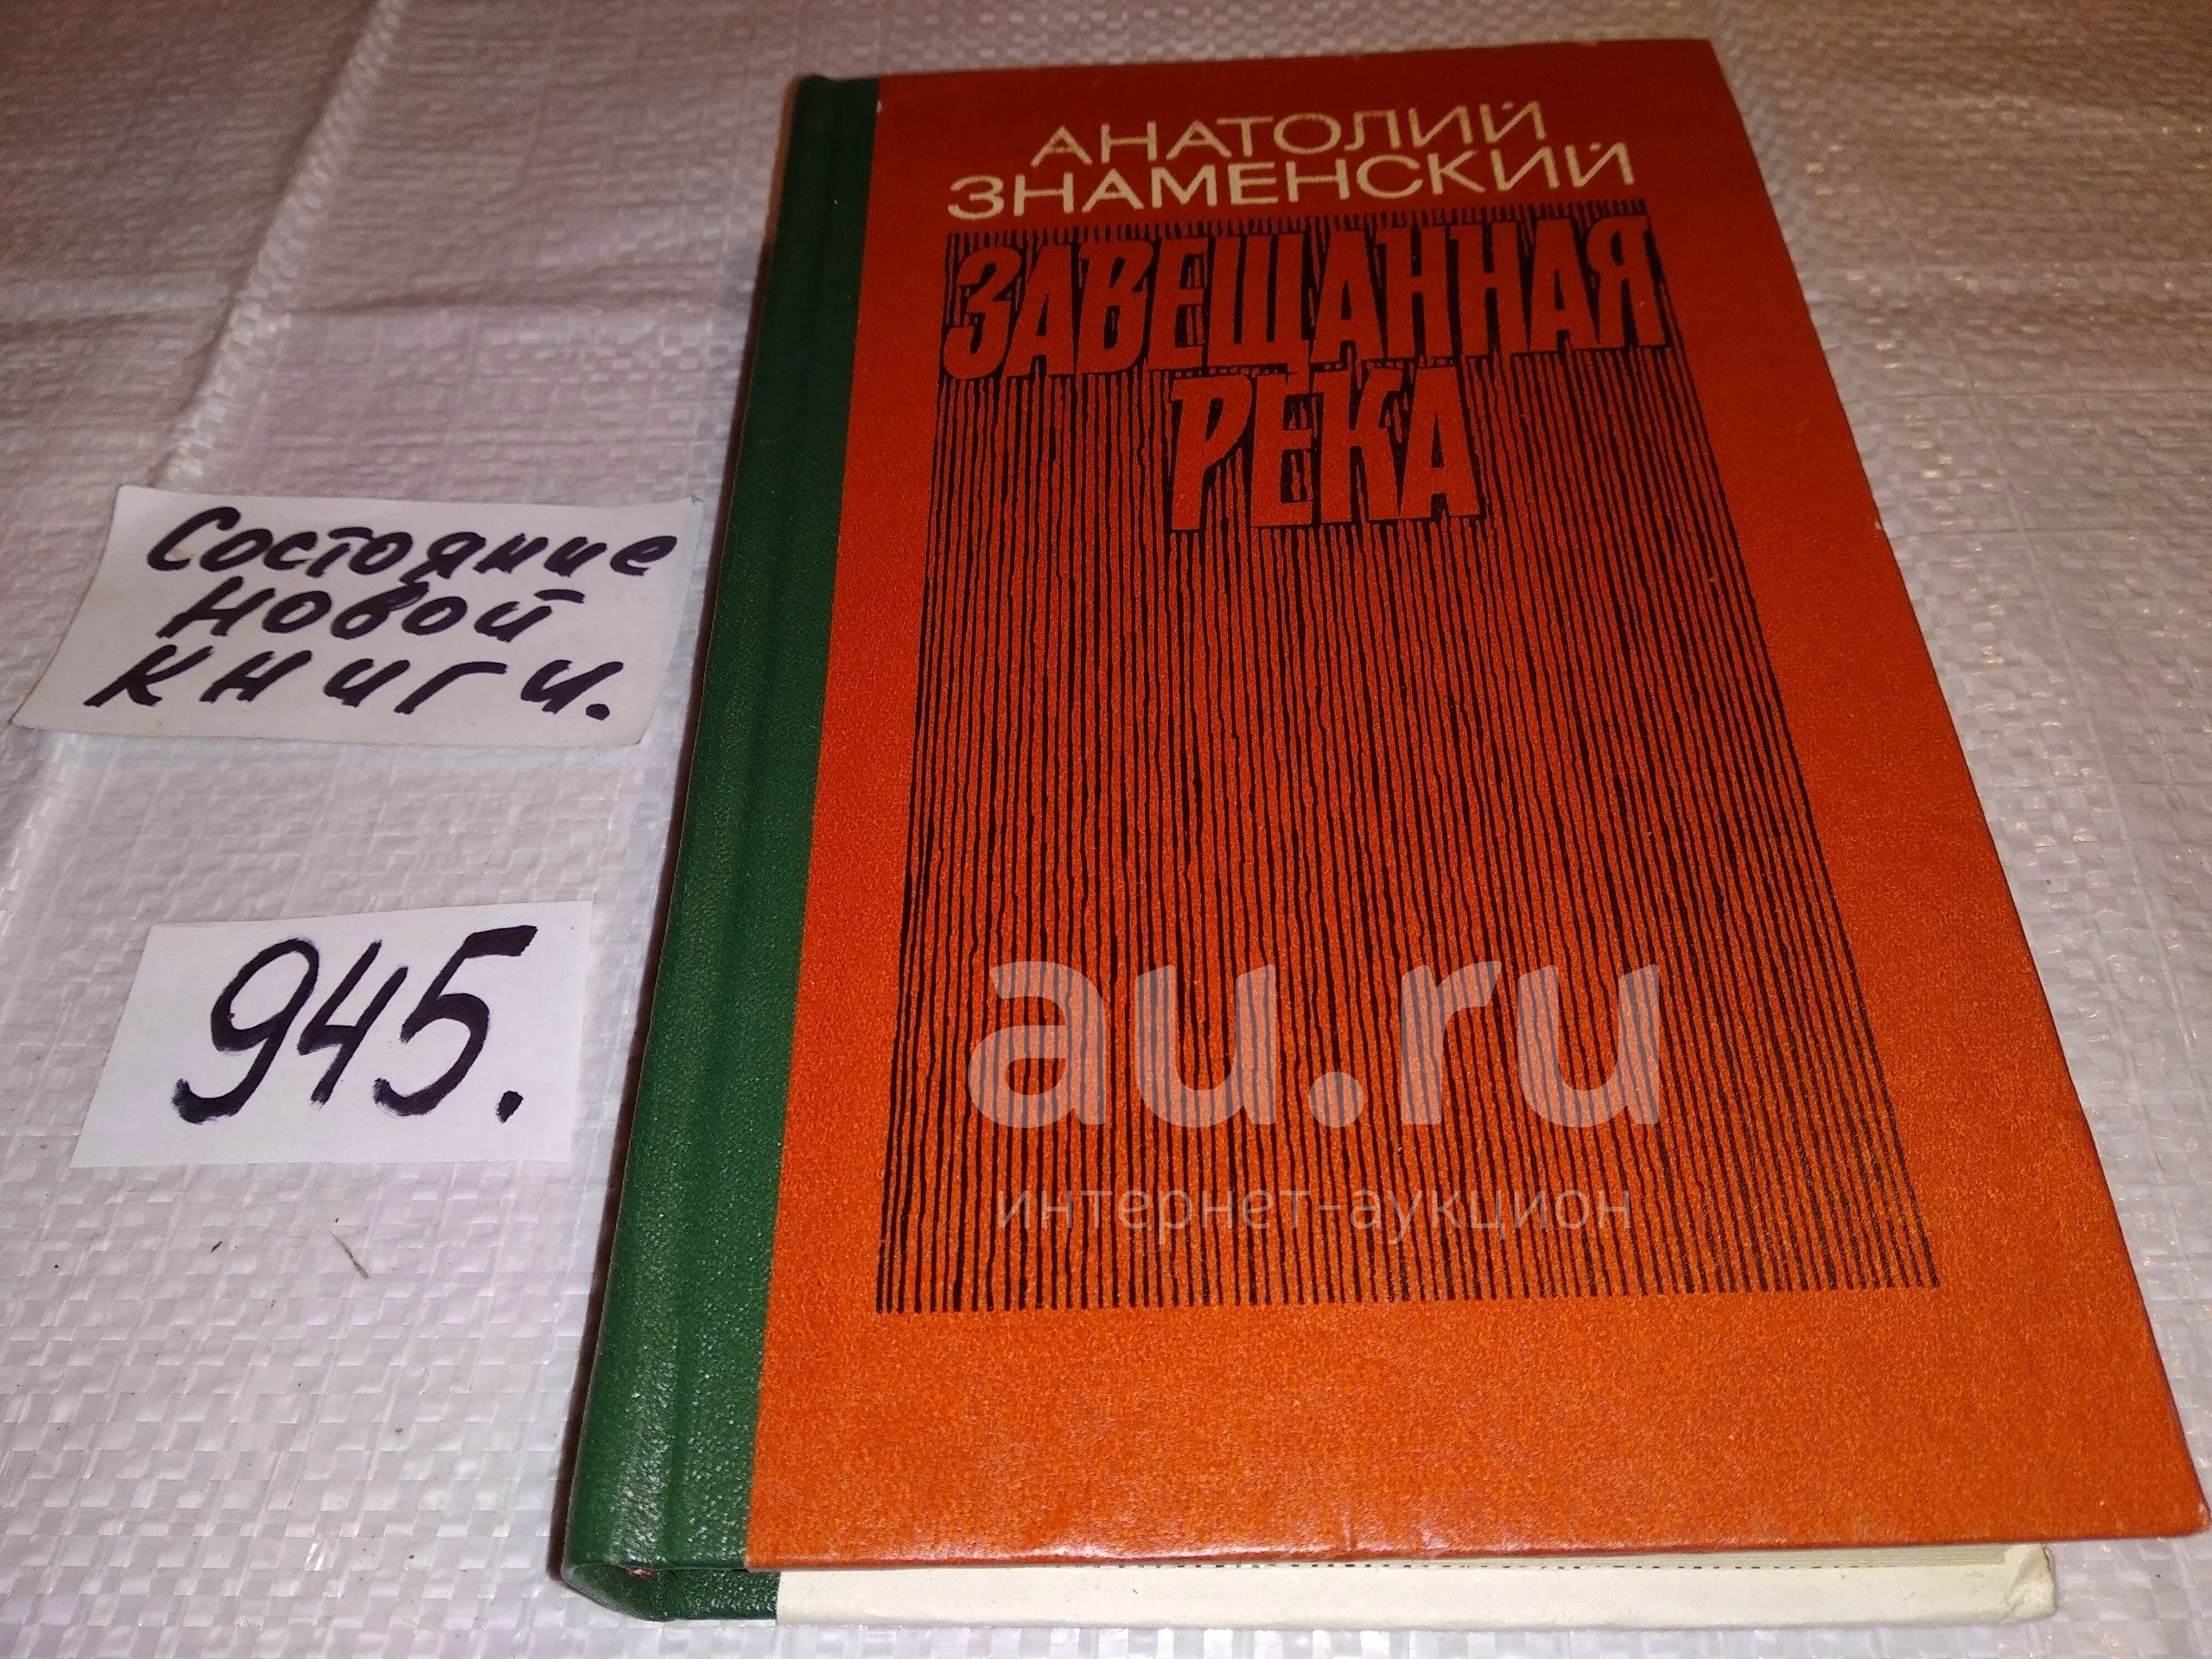 АНАТОЛИЙ
ЗНАМЕНСКИЙ
ЗАВЕЩАННАЯ
РЕКА
Состояние
новой
книги.
945.
au.ru
интернет-аукцион